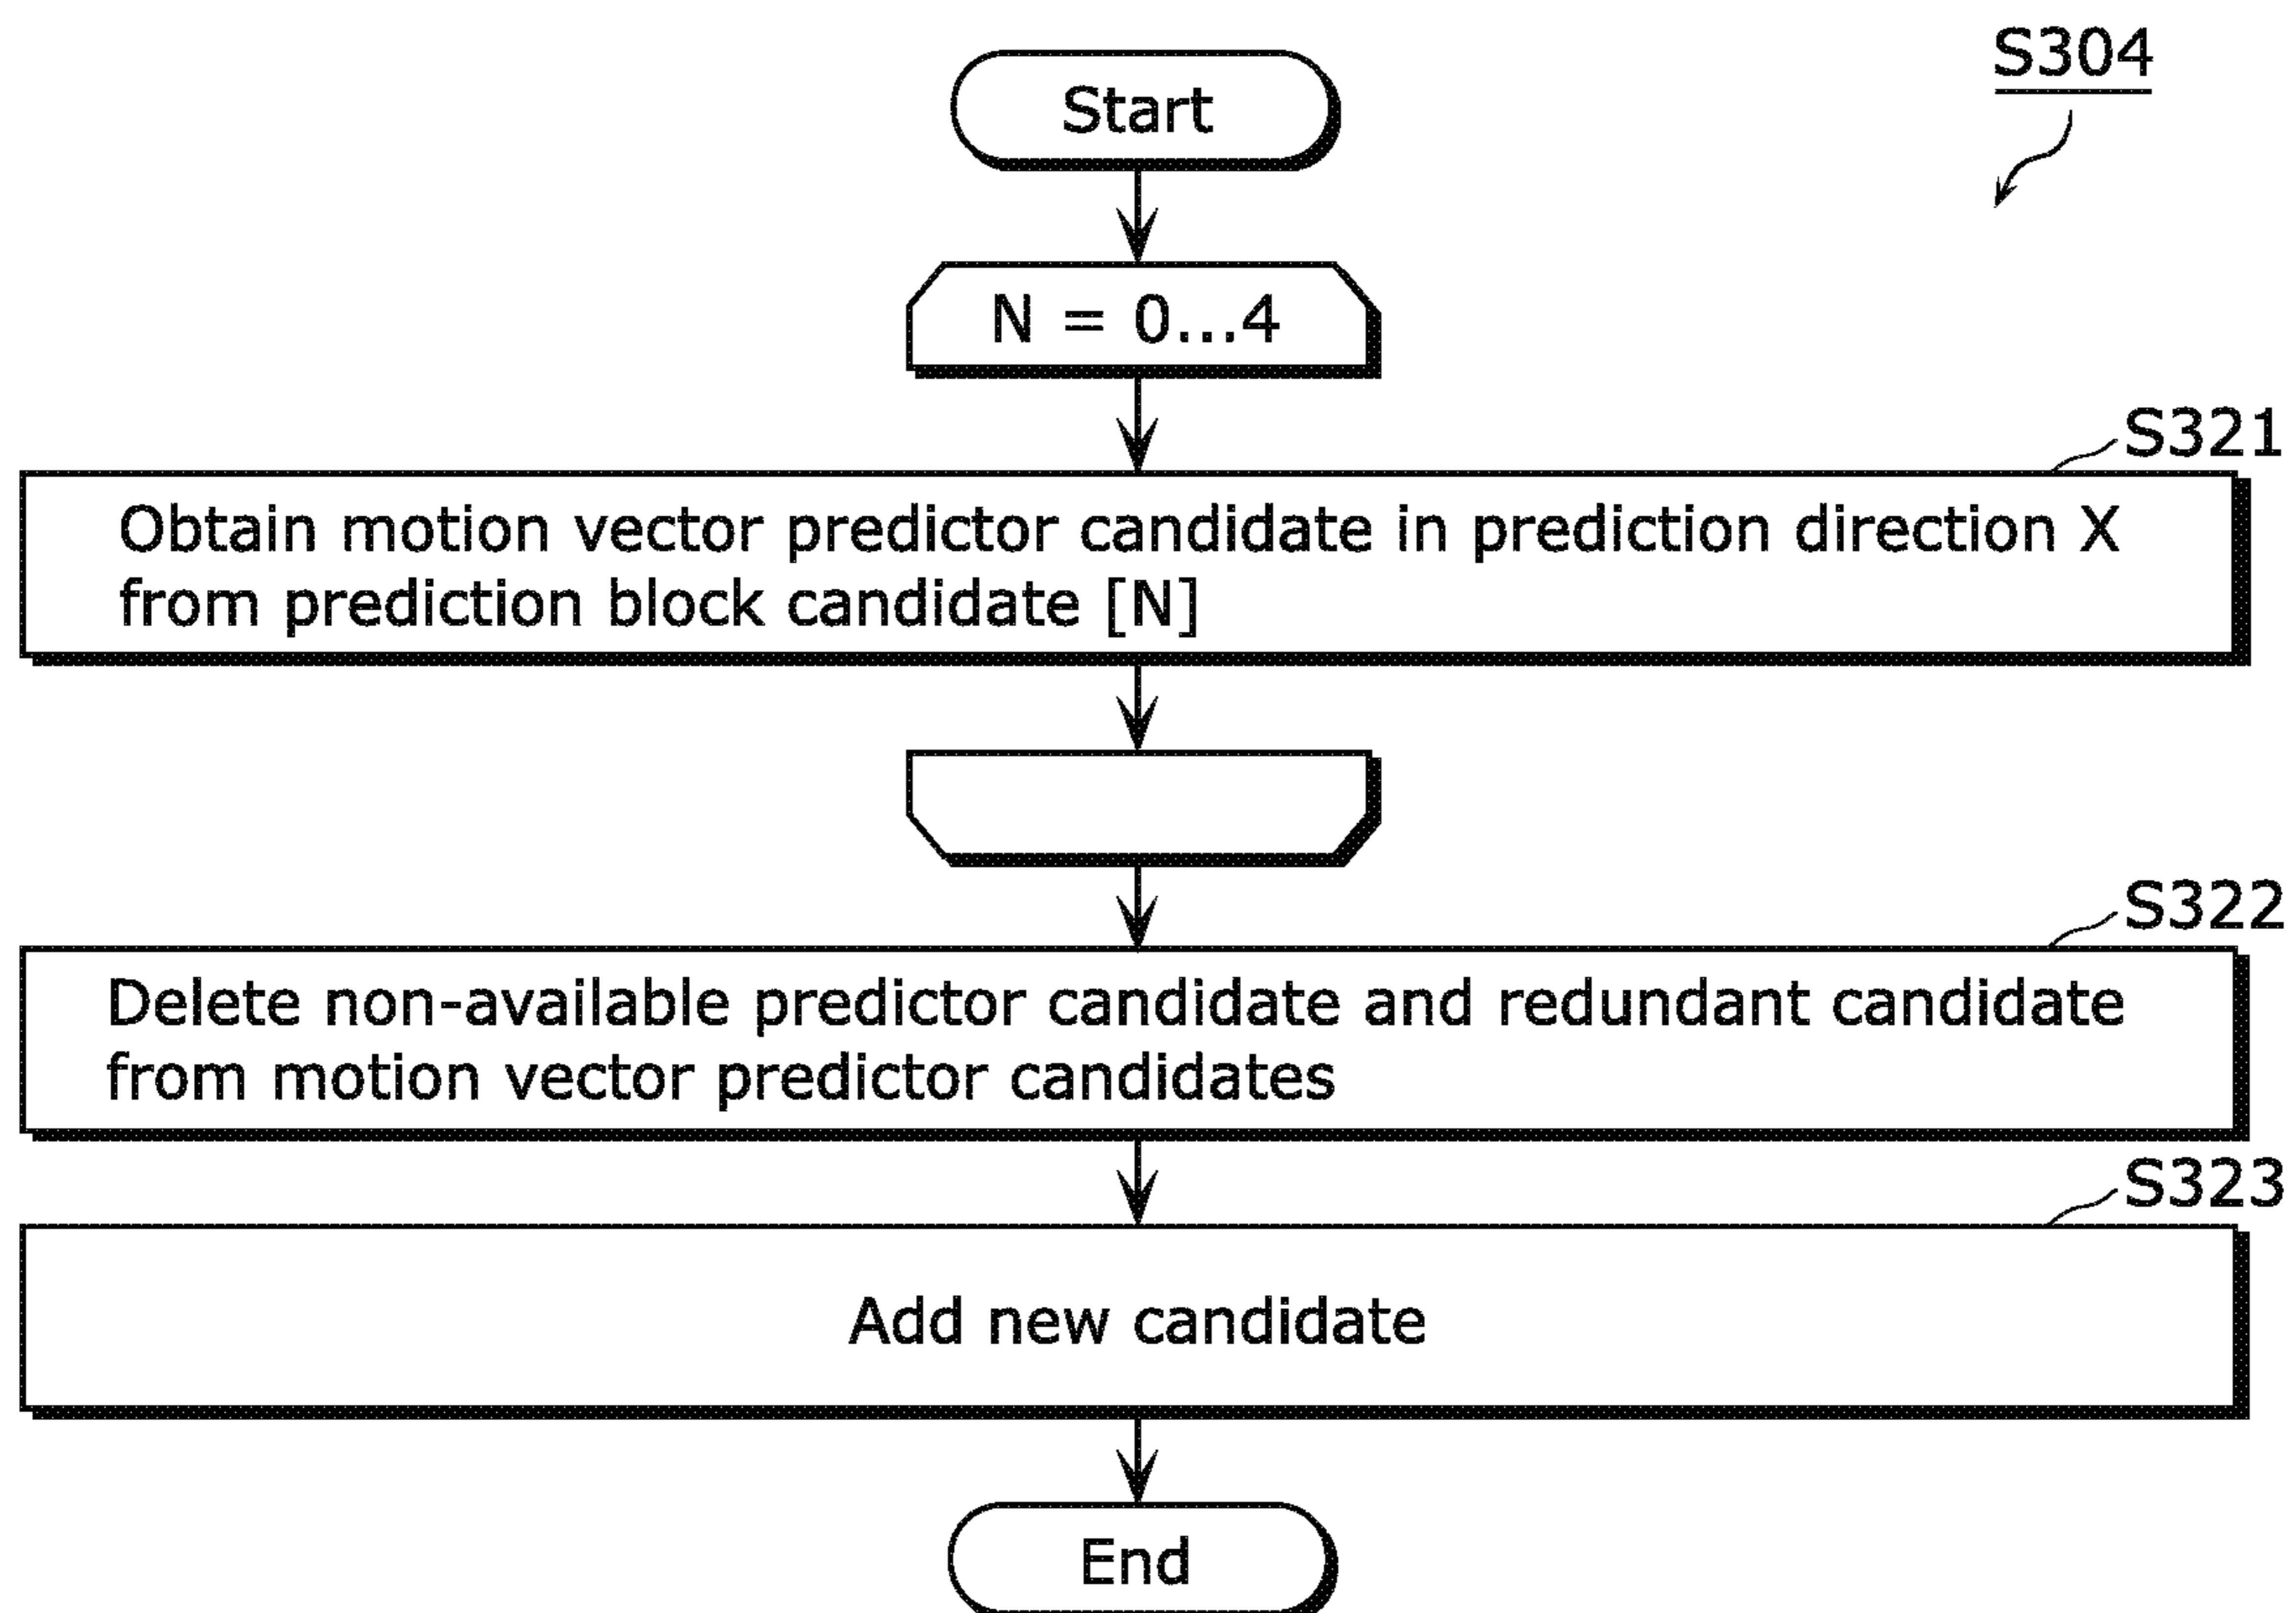 S304
Start
N = 0...4
S321
Obtain motion vector predictor candidate in prediction direction X
from prediction block candidate [N]
S322
Delete non-available predictor candidate and redundant candidate
from motion vector predictor candidates
S323
Add new candidate
End